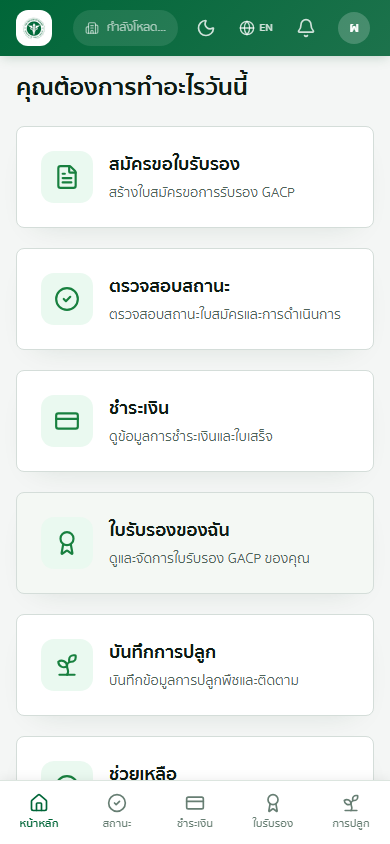 กำลังโหลด...
EN
พ
คุณต้องการทำอะไรวันนี้
สมัครขอใบรับรอง
สร้างใบสมัครขอการรับรอง GACP
ตรวจสอบสถานะ
ตรวจสอบสถานะใบสมัครและการดำเนินการ
ชำระเงิน
ดูข้อมูลการชำระเงินและใบเสร็จ
ใบรับรองของฉัน
ดูและจัดการใบรับรอง GACP ของคุณ
บันทึกการปลูก
บันทึกข้อมูลการปลูกพืชและติดตาม
ช่วยเหลือ
หน้าหลัก
สถานะ
ชำระเงิน
ใบรับรอง
การปลูก